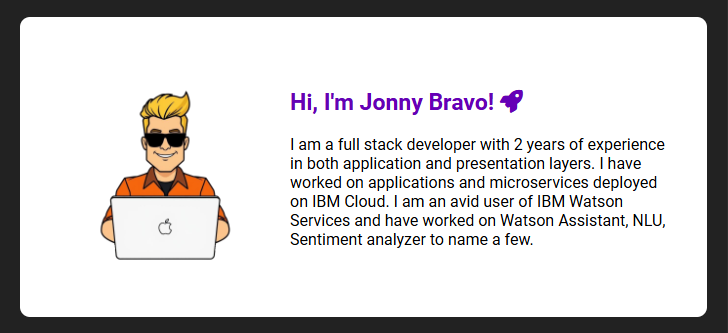 Hi, I'm Jonny Bravo!
I am a full stack developer with 2 years of experience
in both application and presentation layers. I have
worked on applications and microservices deployed
on IBM Cloud. I am an avid user of IBM Watson
Services and have worked on Watson Assistant, NLU,
Sentiment analyzer to name a few.